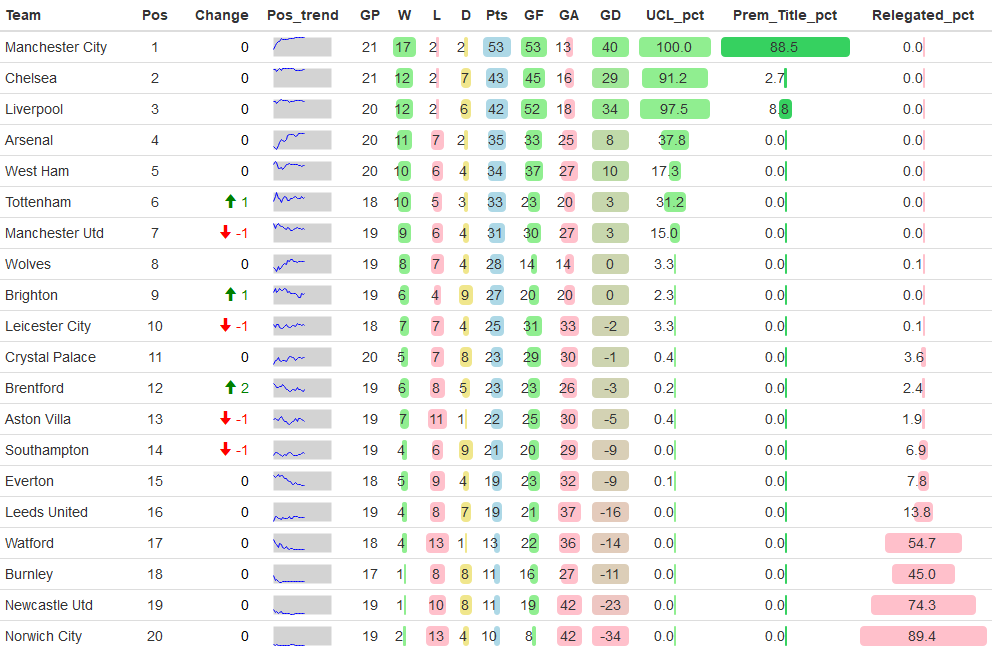 Team Pos Change Pos_trend GP W L D Pts GF GA GD UCL_pct Prem_Title_pct Relegated_pct
Manchester City 1 0 21 17 2 2 53 53 13 40 100.0 88.5 0.0
Chelsea 2 0 21 12 2 7 43 45 16 29 91.2 2.7 0.0
Liverpool 3 0 20 12 2 6 42 52 18 34 97.5 8.8 0.0
Arsenal 4 0 20 11 7 2 35 33 25 8 37.8 0.0 0.0
West Ham 5 0 20 10 6 4 34 37 27 10 17.3 0.0 0.0
Tottenham 6 1 18 10 5 3 33 23 20 3 31.2 0.0 0.0
Manchester Utd 7 -1 19 9 6 4 31 30 27 3 15.0 0.0 0.0
Wolves 8 0 19 8 7 4 28 14 14 0 3.3 0.0 0.1
Brighton 9 1 19 6 4 9 27 20 20 0 2.3 0.0 0.0
Leicester City 10 -1 18 7 7 4 25 31 33 -2 3.3 0.0 0.1
Crystal Palace 11 0 20 5 7 8 23 29 30 -1 0.4 0.0 3.6
Brentford 12 2 19 6 8 5 23 23 26 -3 0.2 0.0 2.4
Aston Villa 13 -1 19 7 11 1 22 25 30 -5 0.4 0.0 1.9
Southampton 14 -1 19 4 6 9 21 20 29 -9 0.0 0.0 6.9
Everton 15 0 18 5 9 4 19 23 32 -9 0.1 0.0 7.8
Leeds United 16 0 19 4 8 7 19 21 37 -16 0.0 0.0 13.8
Watford 17 0 18 4 13 1 13 22 36 -14 0.0 0.0 54.7
Burnley 18 0 17 1 8 8 11 16 27 -11 0.0 0.0 45.0
Newcastle Utd 19 0 19 1 10 8 11 19 42 -23 0.0 0.0 74.3
Norwich City 20 0 19 2 13 4 10 8 42 -34 0.0 0.0 89.4